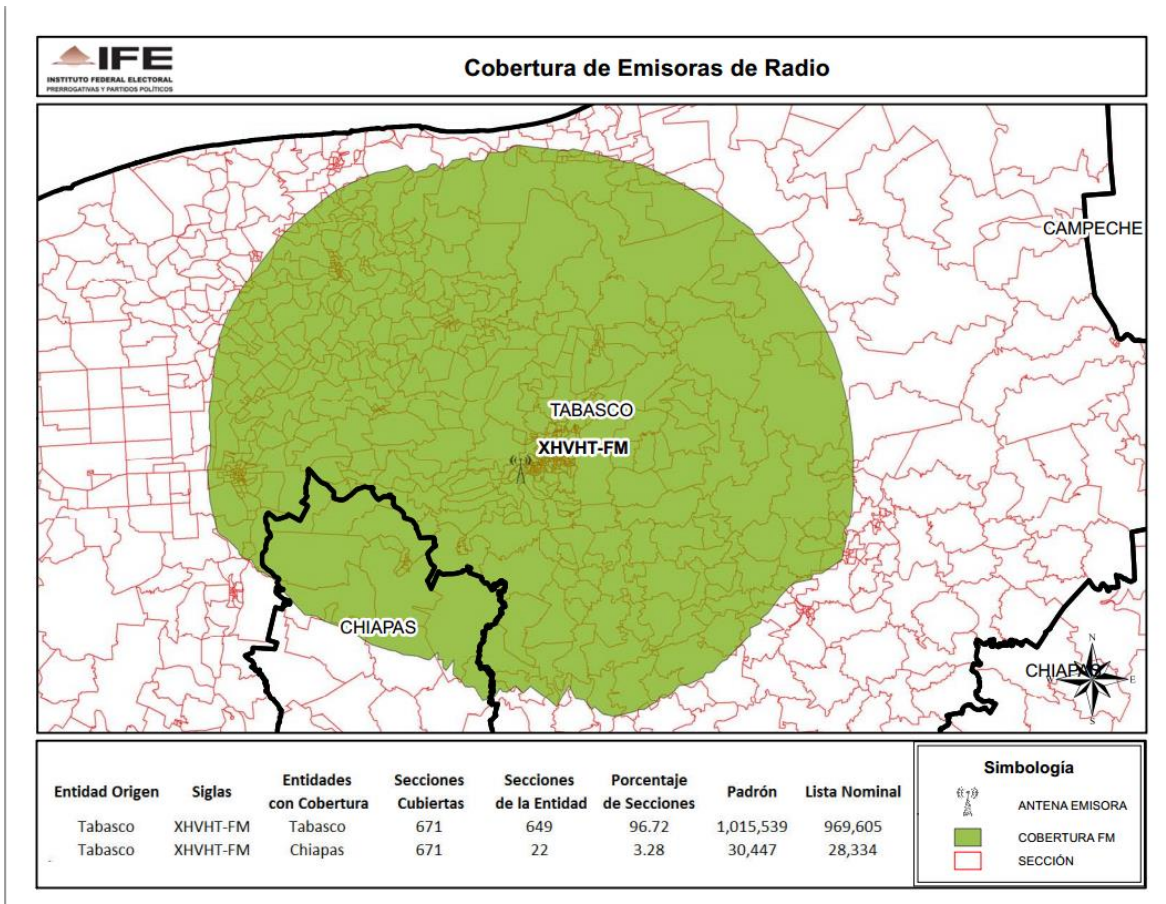 IFE
INSTITUTO FEDERAL ELECTORAL
PRERROGATIVAS Y PARTIDOS POLÍTICOS
Cobertura de Emisoras de Radio
CAMPECHE
TABASCO
XHVHT-FM
CHIAPAS
N
CHIAPAS
E
S
Entidad Origen Siglas Entidades con Cobertura Secciones Cubiertas Secciones de la Entidad Porcentaje de Secciones Padrón Lista Nominal
Tabasco XHVHT-FM Tabasco 671 649 96.72 1,015,539 969,605
Tabasco XHVHT-FM Chiapas 671 22 3.28 30,447 28,334
Simbología
ANTENA EMISORA
COBERTURA FM
SECCIÓN